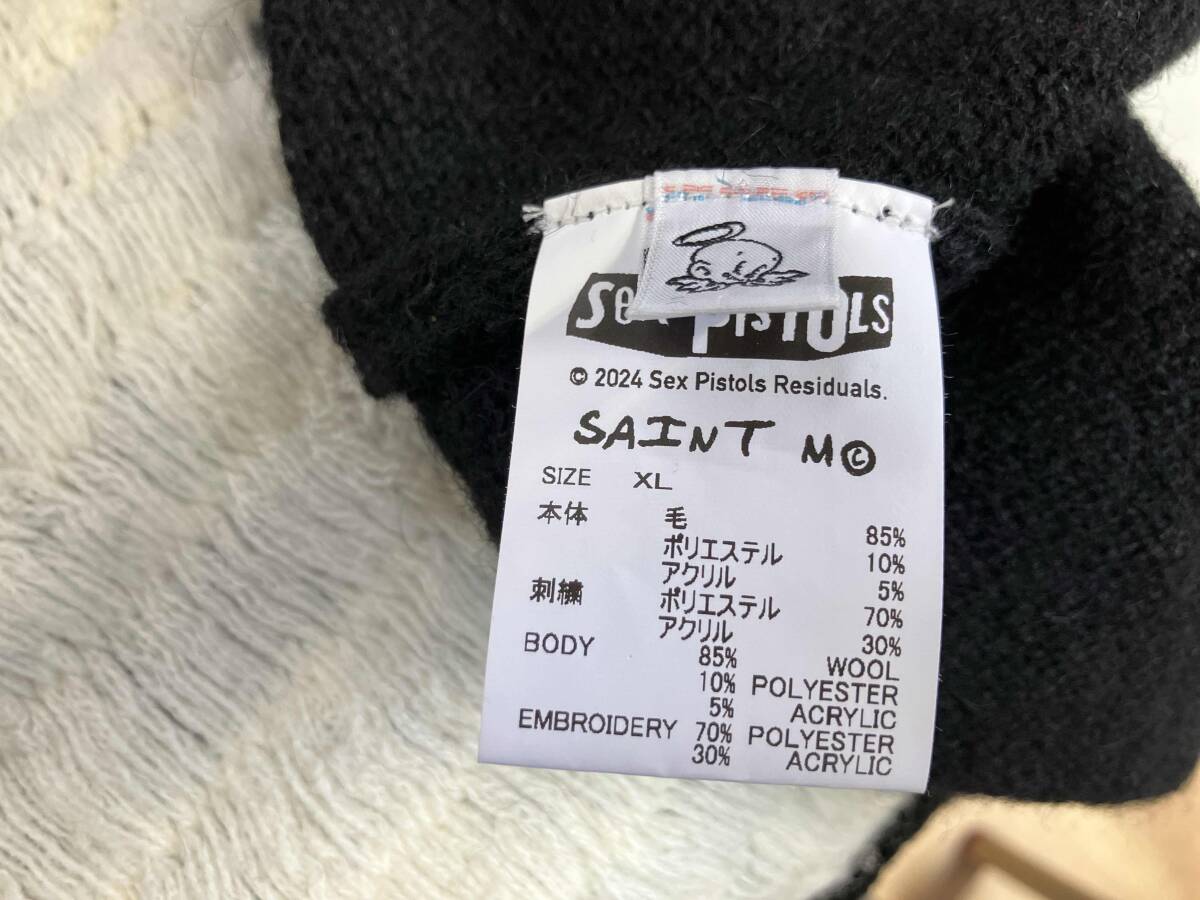 Sex PISTOLS
© 2024 Sex Pistols Residuals.
SAINT M©
SIZE XL
本体 毛 85%
ポリエステル 10%
アクリル 5%
刺繍 ポリエステル 70%
アクリル 30%
BODY 85% WOOL
10% POLYESTER
5% ACRYLIC
EMBROIDERY 70% POLYESTER
30% ACRYLIC